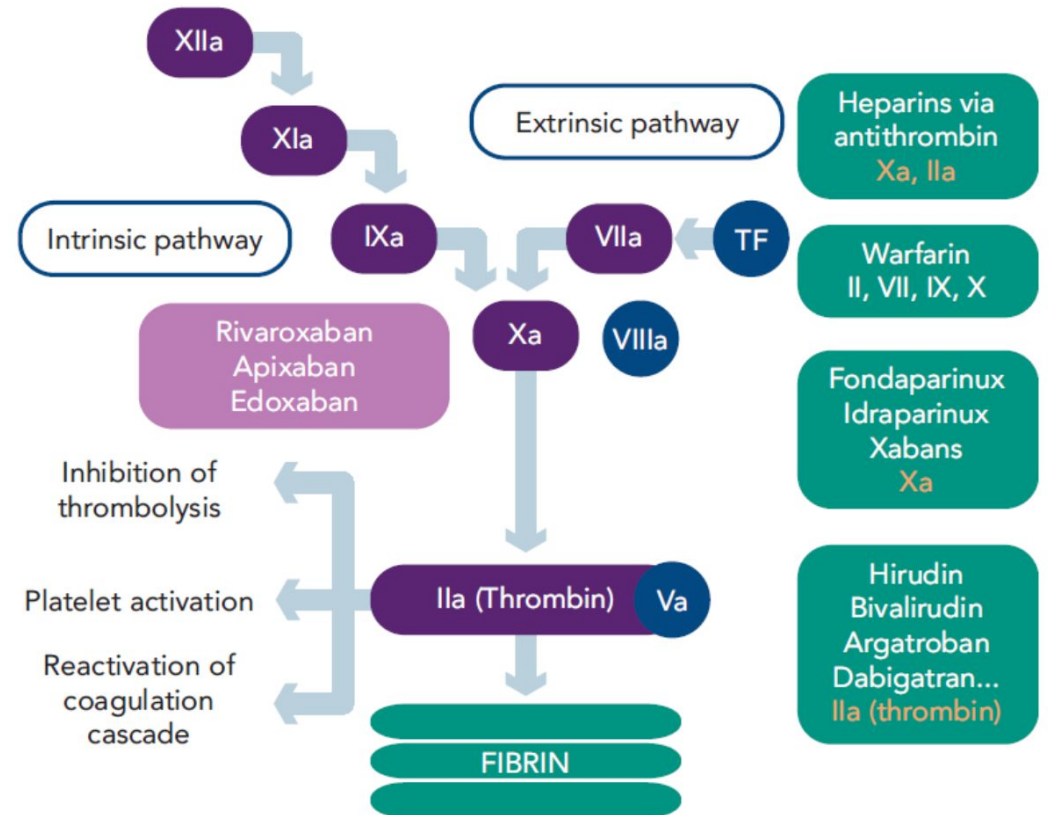 XIIa
XIa
Extrinsic pathway
Heparins via
antithrombin
Xa, IIa
Intrinsic pathway
IXa
VIIa
TF
Warfarin
II, VII, IX, X
Rivaroxaban
Apixaban
Edoxaban
Xa
VIIIa
Fondaparinux
Idraparinux
Xabans
Xa
Inhibition of
thrombolysis
Platelet activation
Reactivation of
coagulation
cascade
IIa (Thrombin)
Va
Hirudin
Bivalirudin
Argatroban
Dabigatran...
IIa (thrombin)
FIBRIN